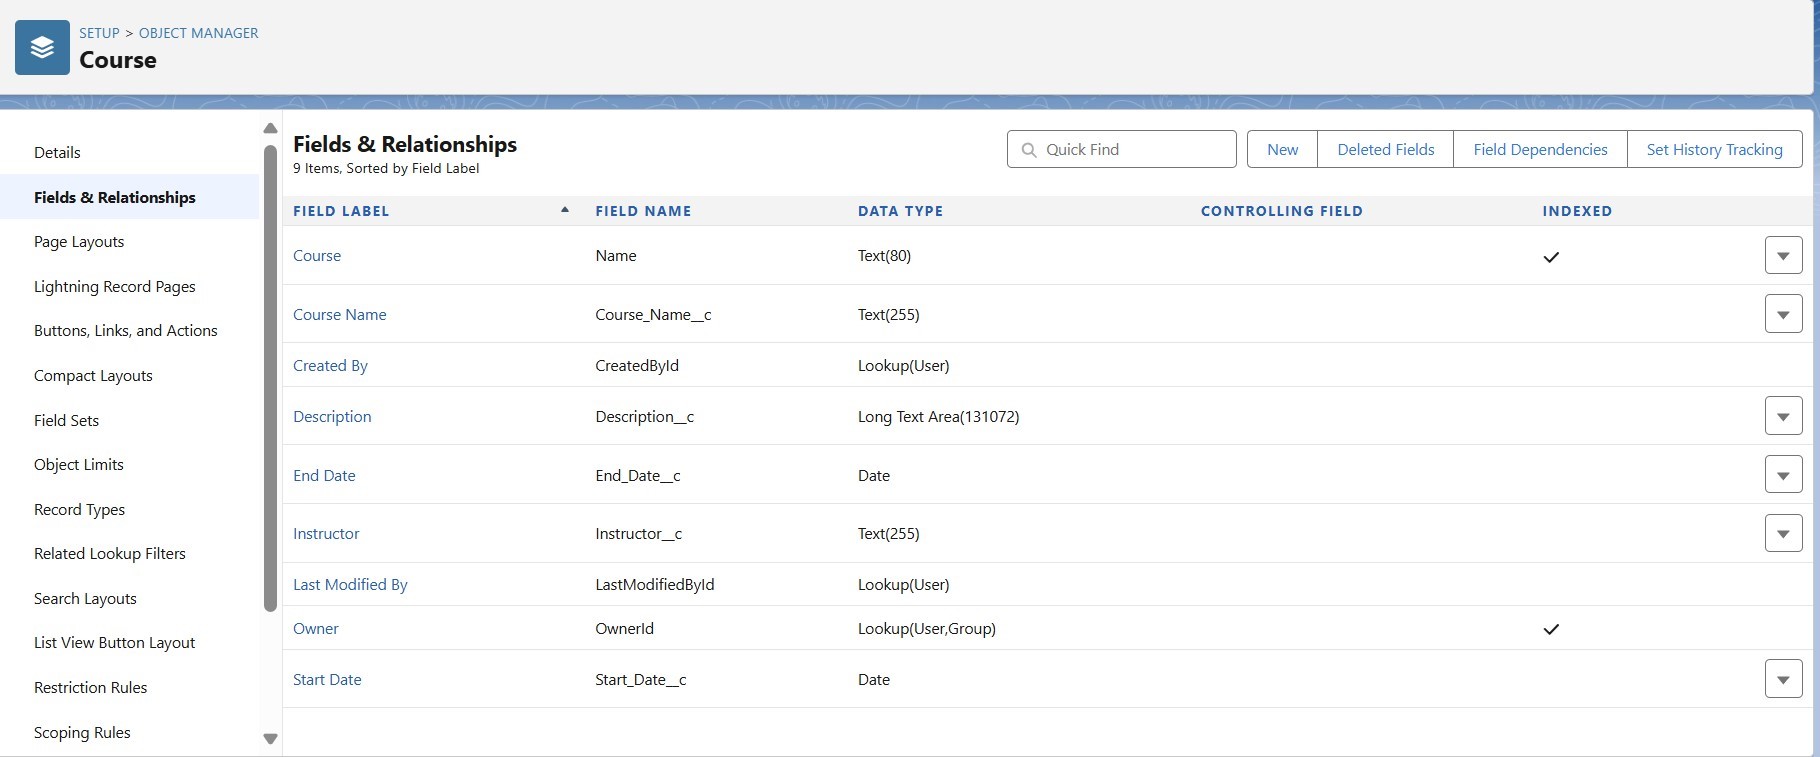 SETUP > OBJECT MANAGER
Course
Details
Fields & Relationships
Page Layouts
Lightning Record Pages
Buttons, Links, and Actions
Compact Layouts
Field Sets
Object Limits
Record Types
Related Lookup Filters
Search Layouts
List View Button Layout
Restriction Rules
Scoping Rules
Fields & Relationships
9 Items, Sorted by Field Label
Quick Find
New
Deleted Fields
Field Dependencies
Set History Tracking
FIELD LABEL FIELD NAME DATA TYPE CONTROLLING FIELD INDEXED
Course Name Text(80)
Course Name Course_Name__c Text(255)
Created By CreatedById Lookup(User)
Description Description__c Long Text Area(131072)
End Date End_Date__c Date
Instructor Instructor__c Text(255)
Last Modified By LastModifiedById Lookup(User)
Owner OwnerId Lookup(User,Group)
Start Date Start_Date__c Date